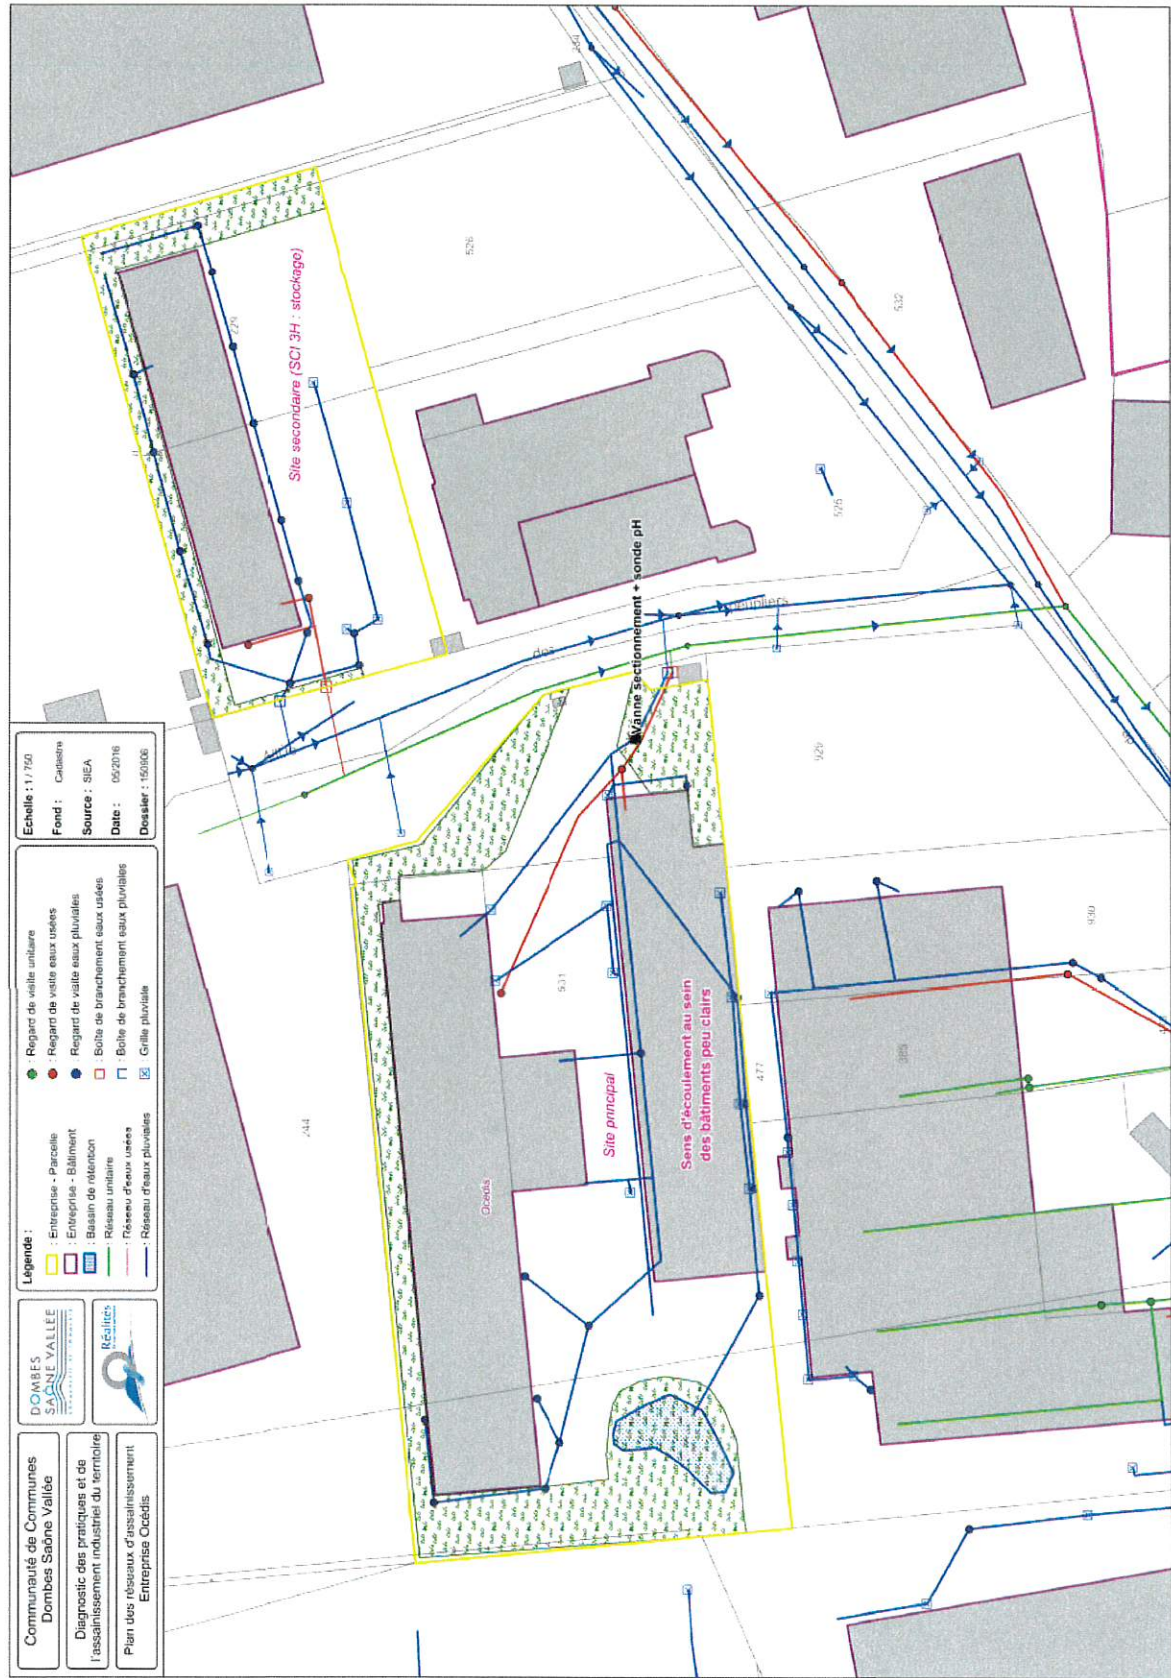 Communauté de Communes
Dombes Saône Vallée
Diagnostic des pratiques et de
l'assainissement industriel du territoire
Plan des réseaux d'assainissement
Entreprise Océdis
DOMBES
SAÔNE VALLÉE
Réalités
Légende :
: Entreprise - Parcelle
: Entreprise - Bâtiment
: Bassin de rétention
: Réseau unitaire
: Réseau d'eaux usées
: Réseau d'eaux pluviales
: Regard de visite unitaire
: Regard de visite eaux usées
: Regard de visite eaux pluviales
: Boîte de branchement eaux usées
: Boîte de branchement eaux pluviales
: Grille pluviale
Echelle : 1 / 750
Fond : Cadastre
Source : SIEA
Date : 05/2016
Dossier : 150906
244
Océdis
531
Site principal
Sens d'écoulement au sein
des bâtiments peu clairs
477
385
930
929
des
Peupliers
Vanne sectionnement + sonde pH
Site secondaire (SCI 3H : stockage)
229
526
525
532